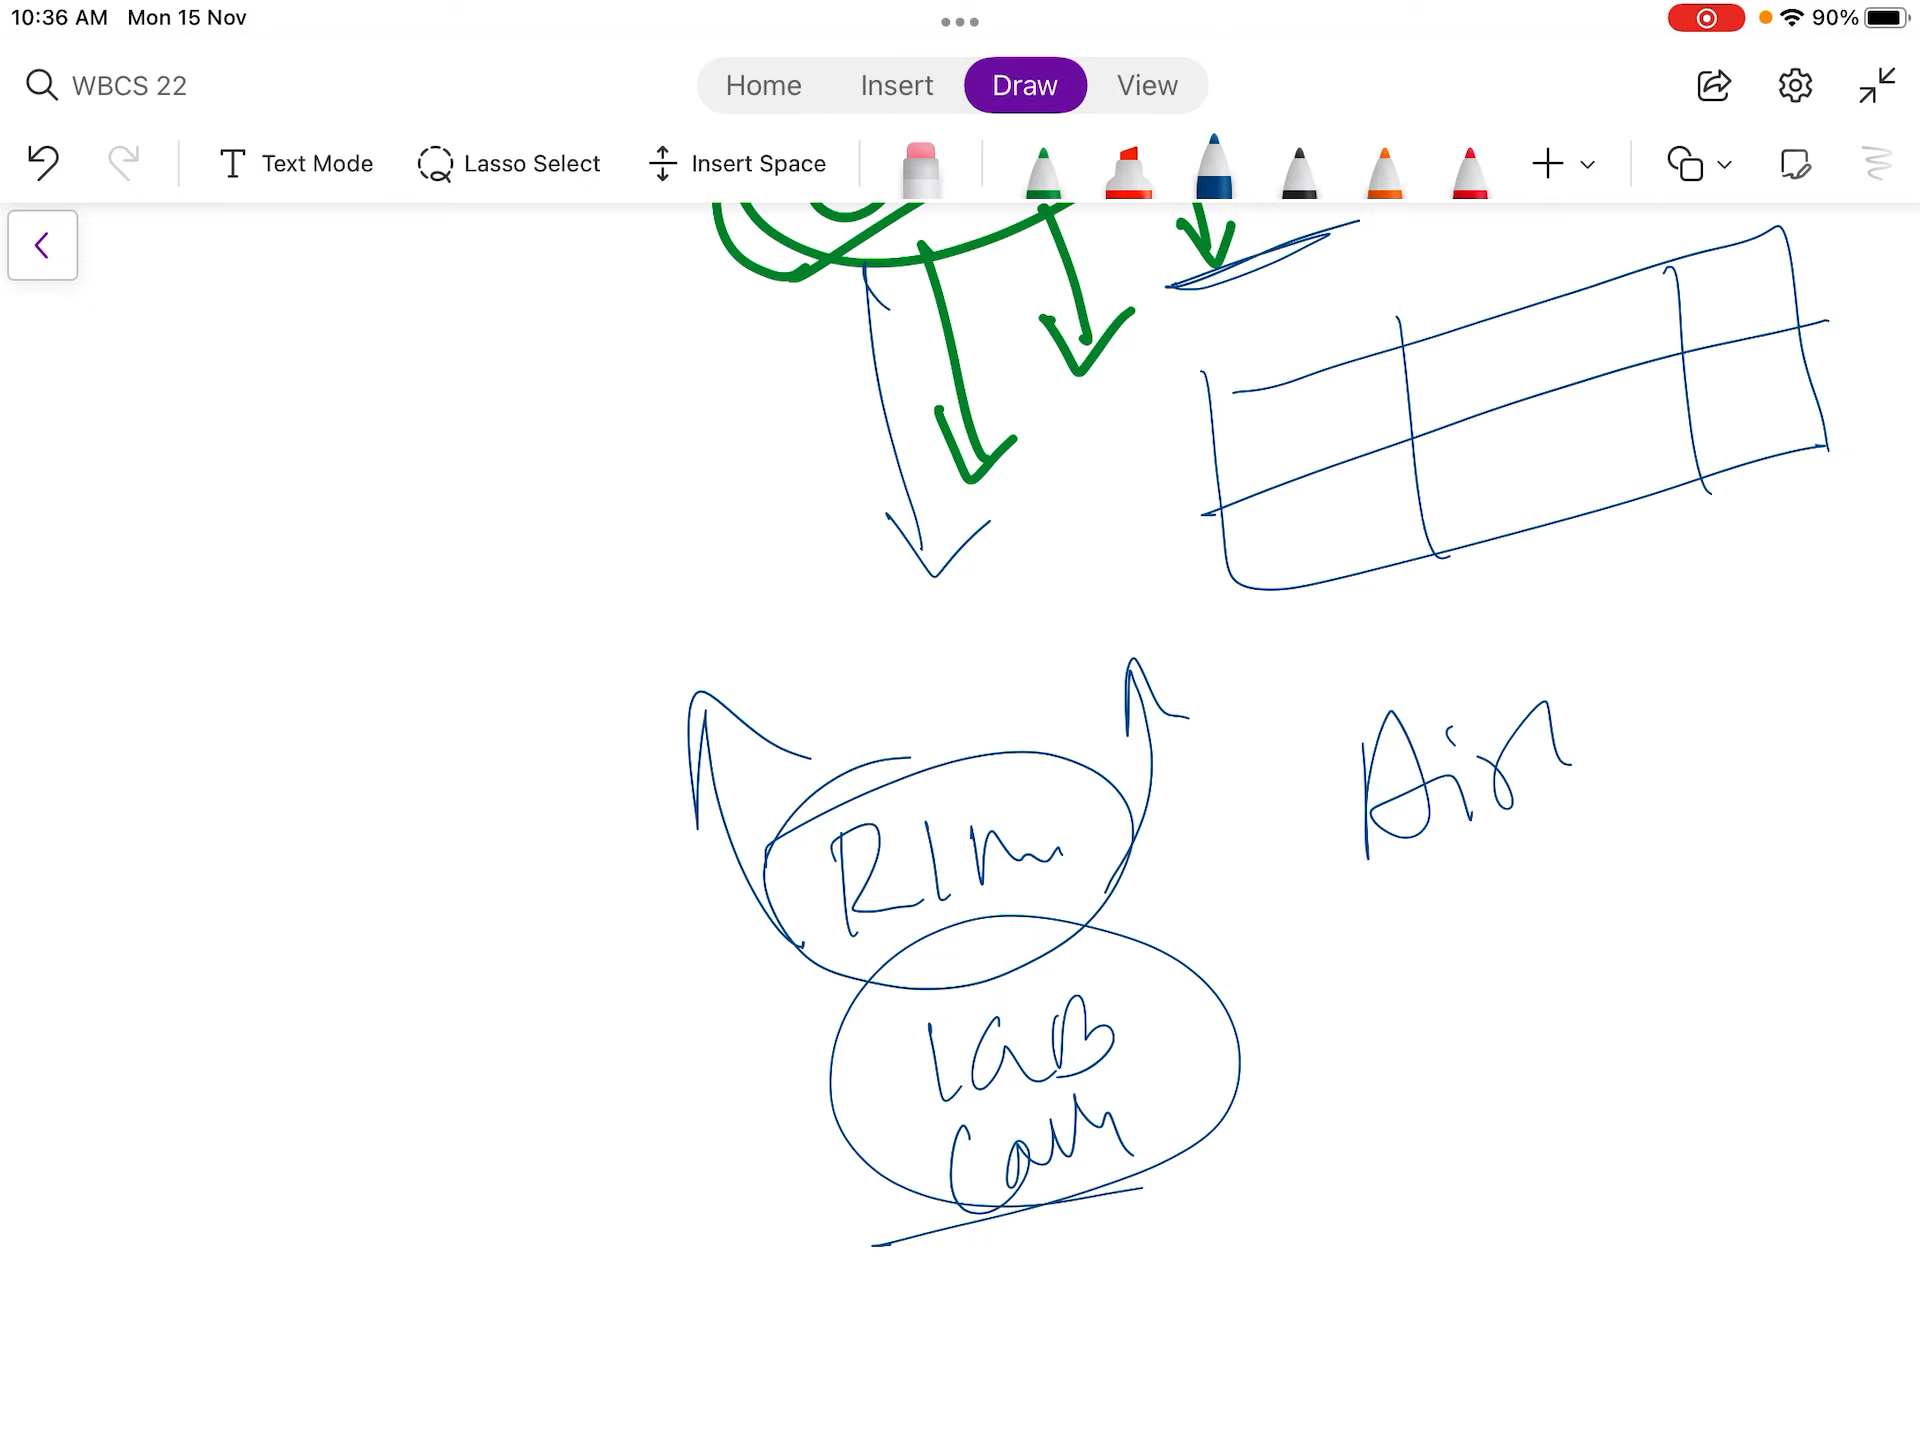 10:36 AM Mon 15 Nov
90%
WBCS 22
Home Insert Draw View
Text Mode Lasso Select Insert Space
Air
RIM